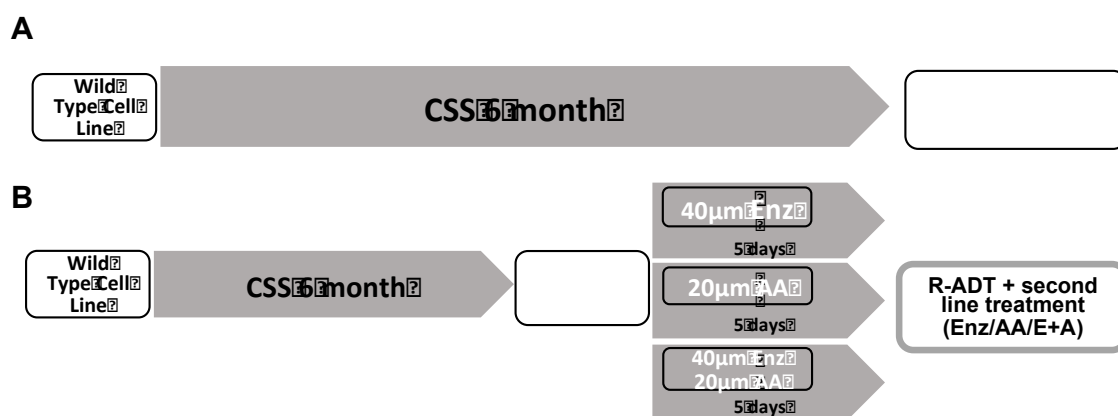 A
Wild
Type Cell
Line
CSS 6 month
B
Wild
Type Cell
Line
CSS 6 month
40µm Enz
5 days
20µm AA
5 days
40µm Enz
20µm AA
5 days
R-ADT + second
line treatment
(Enz/AA/E+A)